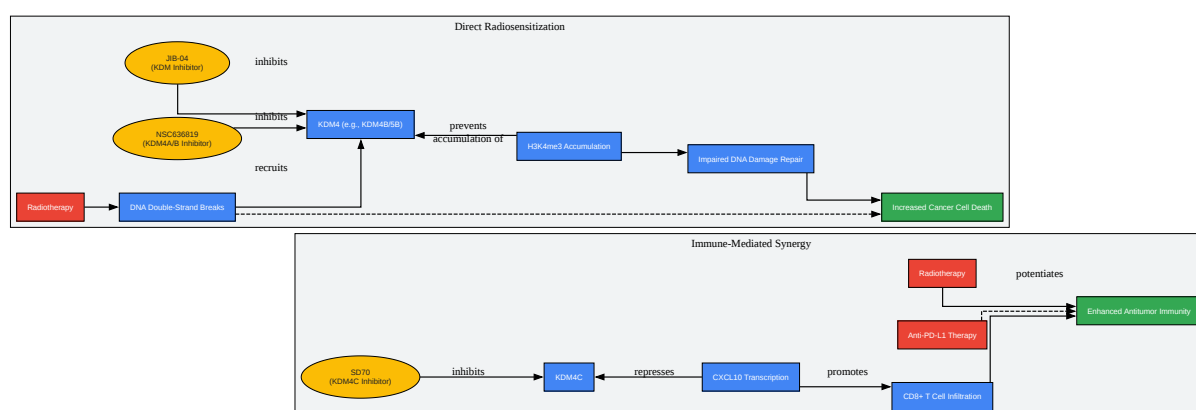 Direct Radiosensitization
JIB-04
(KDM Inhibitor)
inhibits
inhibits
KDM4 (e.g., KDM4B/5B)
NSC636819
(KDM4A/B Inhibitor)
prevents
accumulation of
H3K4me3 Accumulation
Impaired DNA Damage Repair
recruits
Radiotherapy
DNA Double-Strand Breaks
Increased Cancer Cell Death
Immune-Mediated Synergy
Radiotherapy
potentiates
Enhanced Antitumor Immunity
Anti-PD-L1 Therapy
SD70
(KDM4C Inhibitor)
inhibits
KDM4C
represses
CXCL10 Transcription
promotes
CD8+ T Cell Infiltration